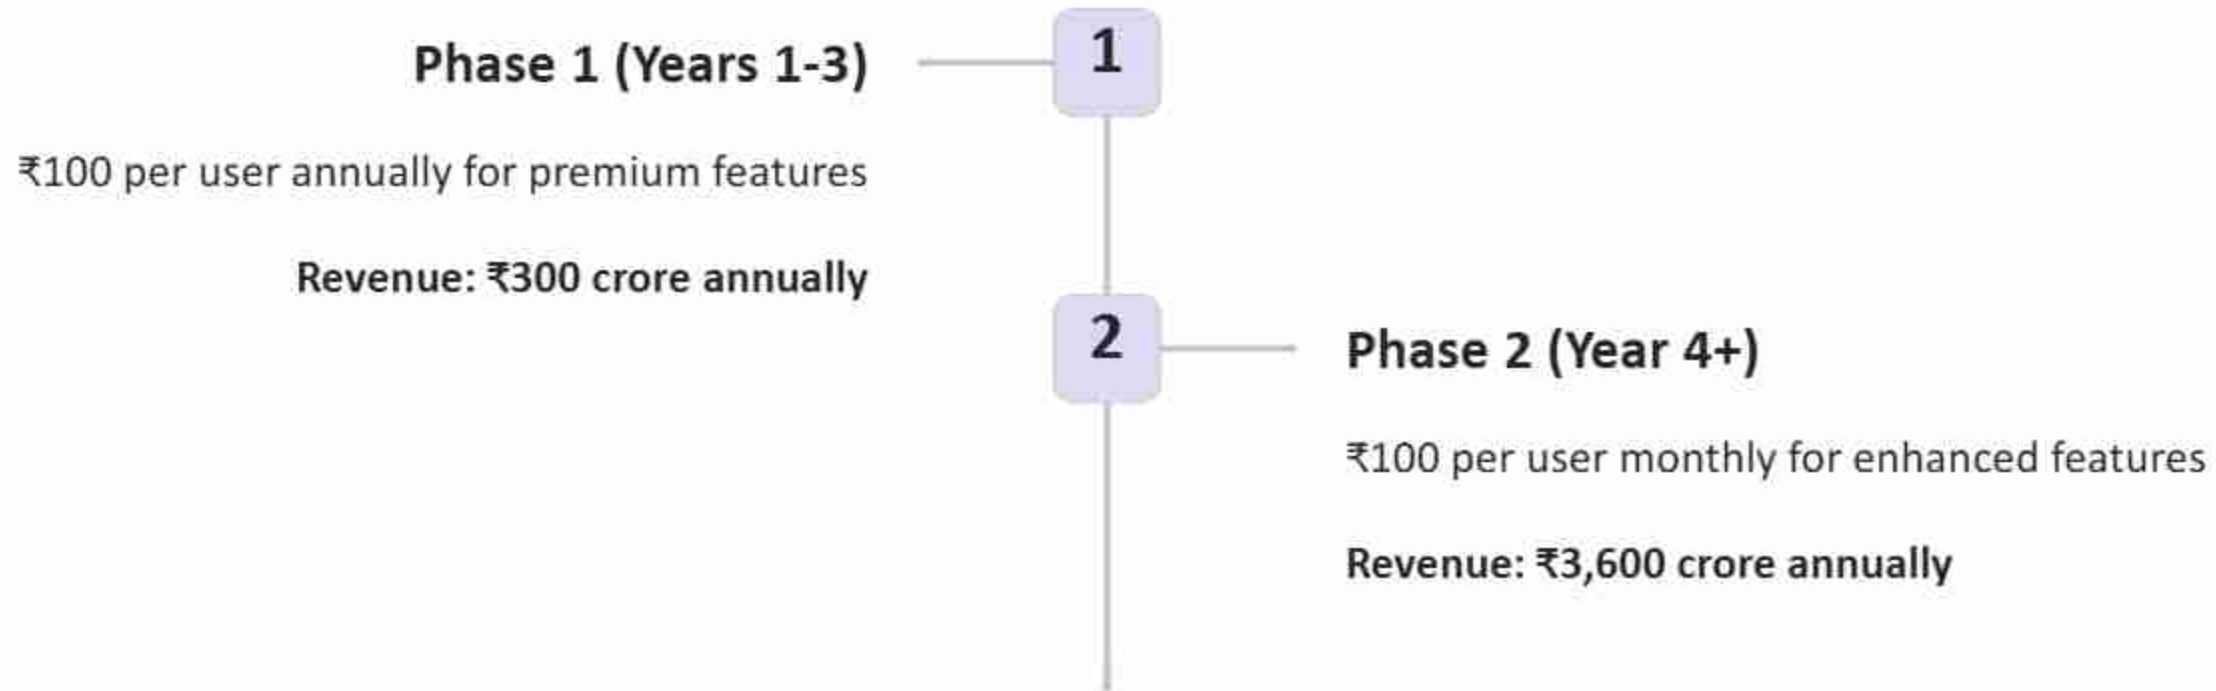 1
Phase 1 (Years 1-3)
₹100 per user annually for premium features
Revenue: ₹300 crore annually
2
Phase 2 (Year 4+)
₹100 per user monthly for enhanced features
Revenue: ₹3,600 crore annually